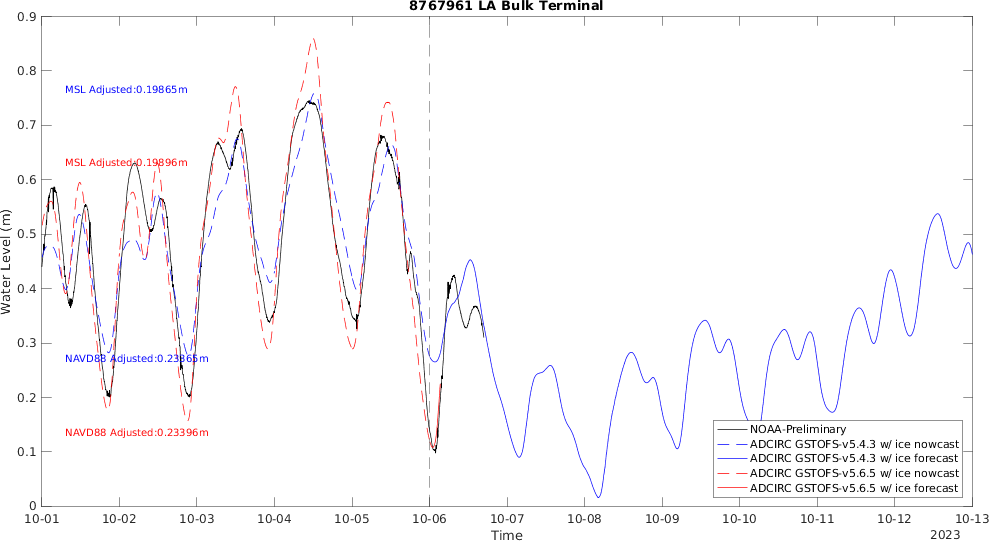 8767961 LA Bulk Terminal
0.9
0.8
0.7
0.6
0.5
0.4
0.3
0.2
0.1
0
Water Level (m)
MSL Adjusted:0.19865m
MSL Adjusted:0.19896m
NAVD88 Adjusted:0.23365m
NAVD88 Adjusted:0.23396m
NOAA-Preliminary
ADCIRC GSTOFS-v5.4.3 w/ ice nowcast
ADCIRC GSTOFS-v5.4.3 w/ ice forecast
ADCIRC GSTOFS-v5.6.5 w/ ice nowcast
ADCIRC GSTOFS-v5.6.5 w/ ice forecast
10-01 10-02 10-03 10-04 10-05 10-06 10-07 10-08 10-09 10-10 10-11 10-12 10-13
Time
2023